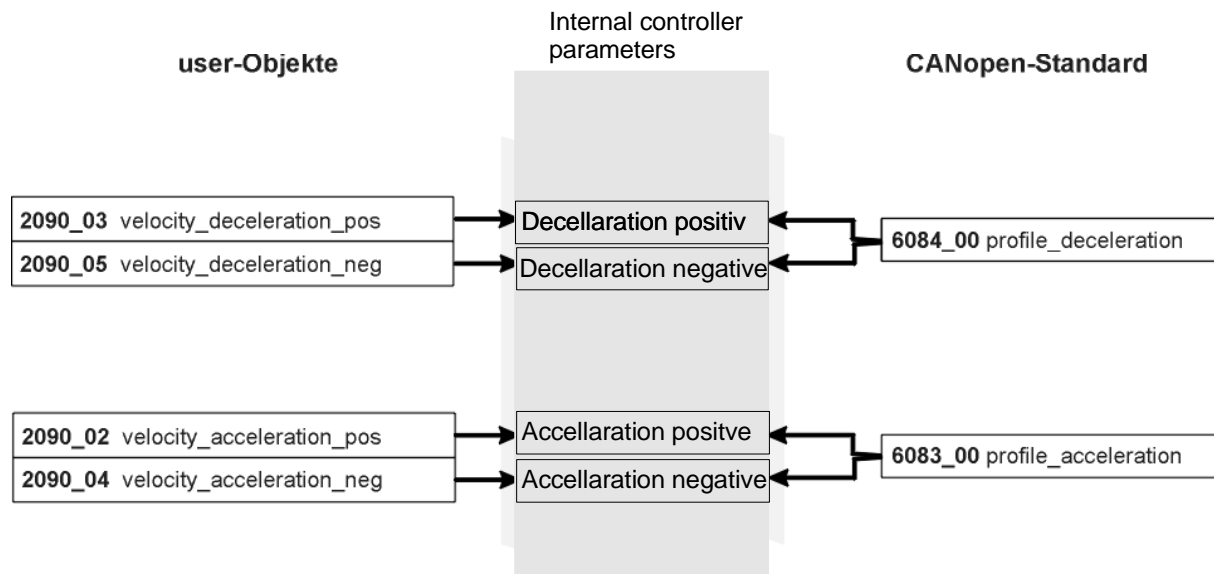 Internal controller
parameters
user-Objekte
CANopen-Standard
2090_03 velocity_deceleration_pos
2090_05 velocity_deceleration_neg
Decellaration positiv
Decellaration negative
6084_00 profile_deceleration
2090_02 velocity_acceleration_pos
2090_04 velocity_acceleration_neg
Accellaration positve
Accellaration negative
6083_00 profile_acceleration